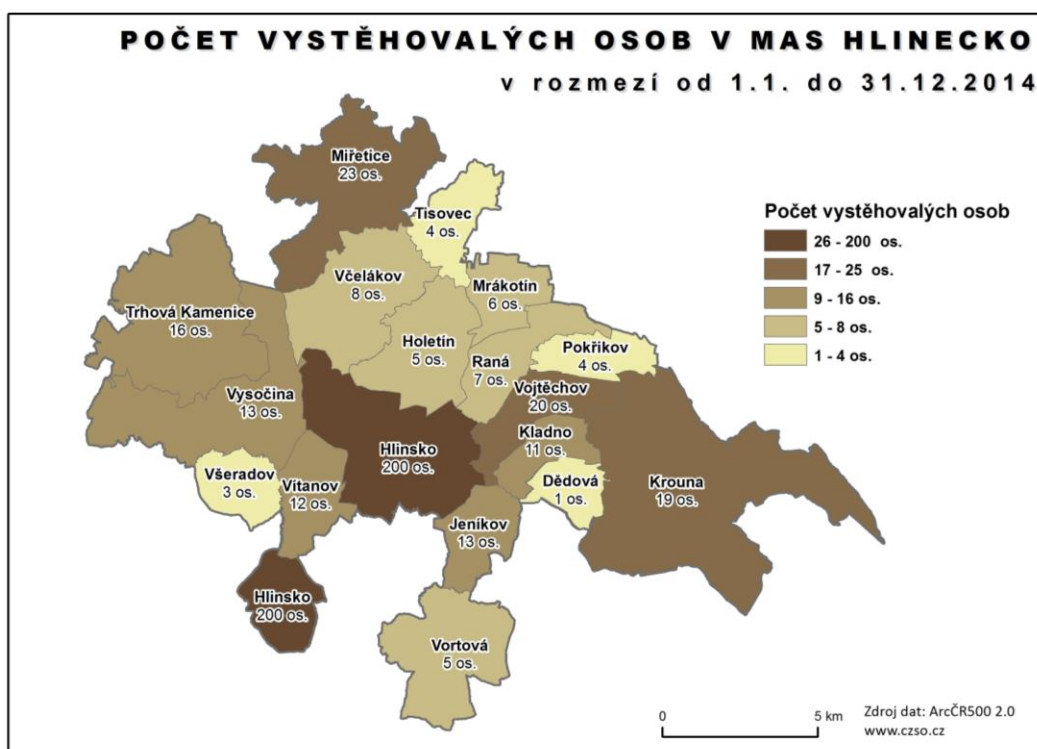 POČET VYSTĚHOVALÝCH OSOB V MAS HLINECKO
v rozmezí od 1.1. do 31.12.2014
Miřetice
23 os.
Tisovec
4 os.
Včelákov
8 os.
Mrákotín
6 os.
Trhová Kamenice
16 os.
Holetín
5 os.
Raná
7 os.
Pokřikov
4 os.
Vojtěchov
20 os.
Vysočina
13 os.
Kladno
11 os.
Hlinsko
200 os.
Všeradov
3 os.
Vítanov
12 os.
Dědová
1 os.
Krouna
19 os.
Jeníkov
13 os.
Hlinsko
200 os.
Vortová
5 os.
Počet vystěhovalých osob
26 - 200 os.
17 - 25 os.
9 - 16 os.
5 - 8 os.
1 - 4 os.
0 5 km
Zdroj dat: ArcČR500 2.0
www.czso.cz